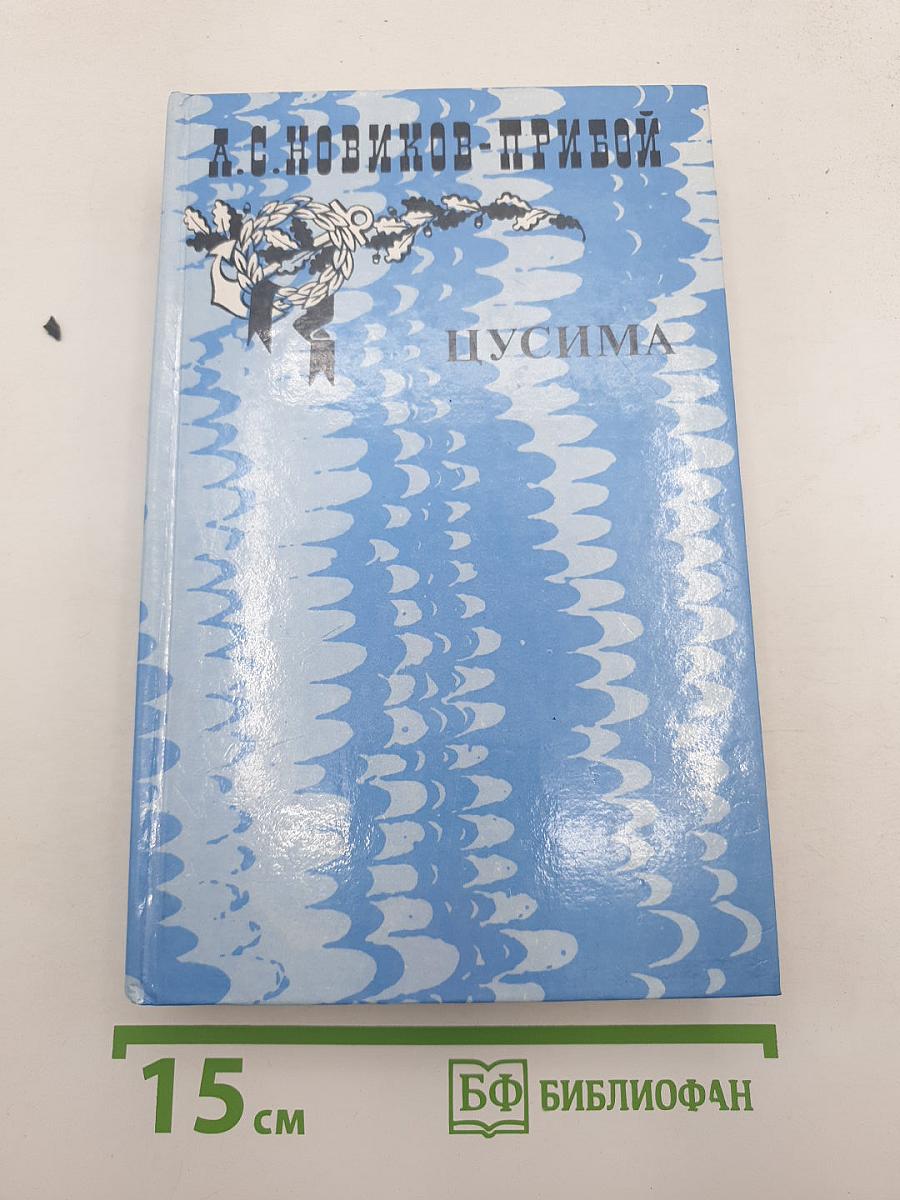 А.С.НОВИКОВ-ПРИБОЙ
ЦУСИМА
15 см
БФ БИБЛИОФАН